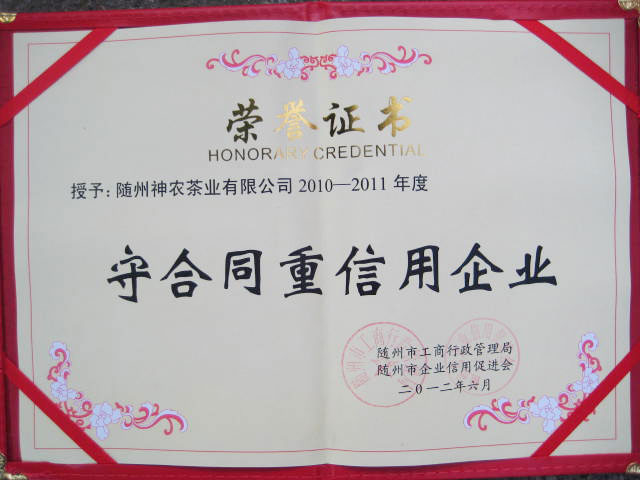 荣誉证书
HONORARY CREDENTIAL
授予：随州神农茶业有限公司 2010—2011 年度
守合同重信用企业
随州市工商行政管理局
随州市企业信用促进会
二〇一二年六月